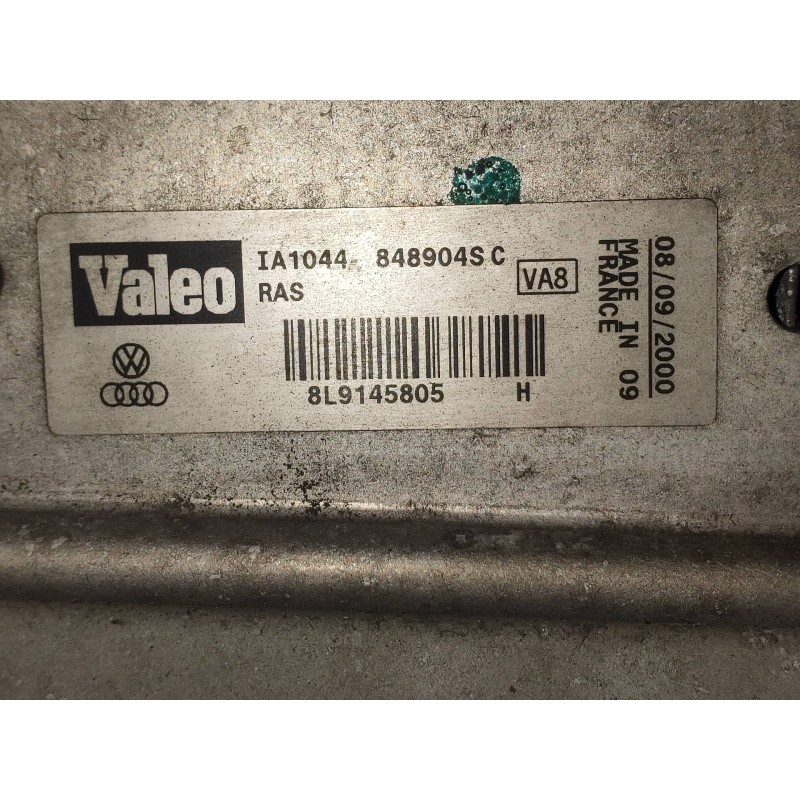 Valeo
IA1044- 848904S C
RAS
VA8
8L9145805 H
MADE IN 09
FRANCE
08/09/2000